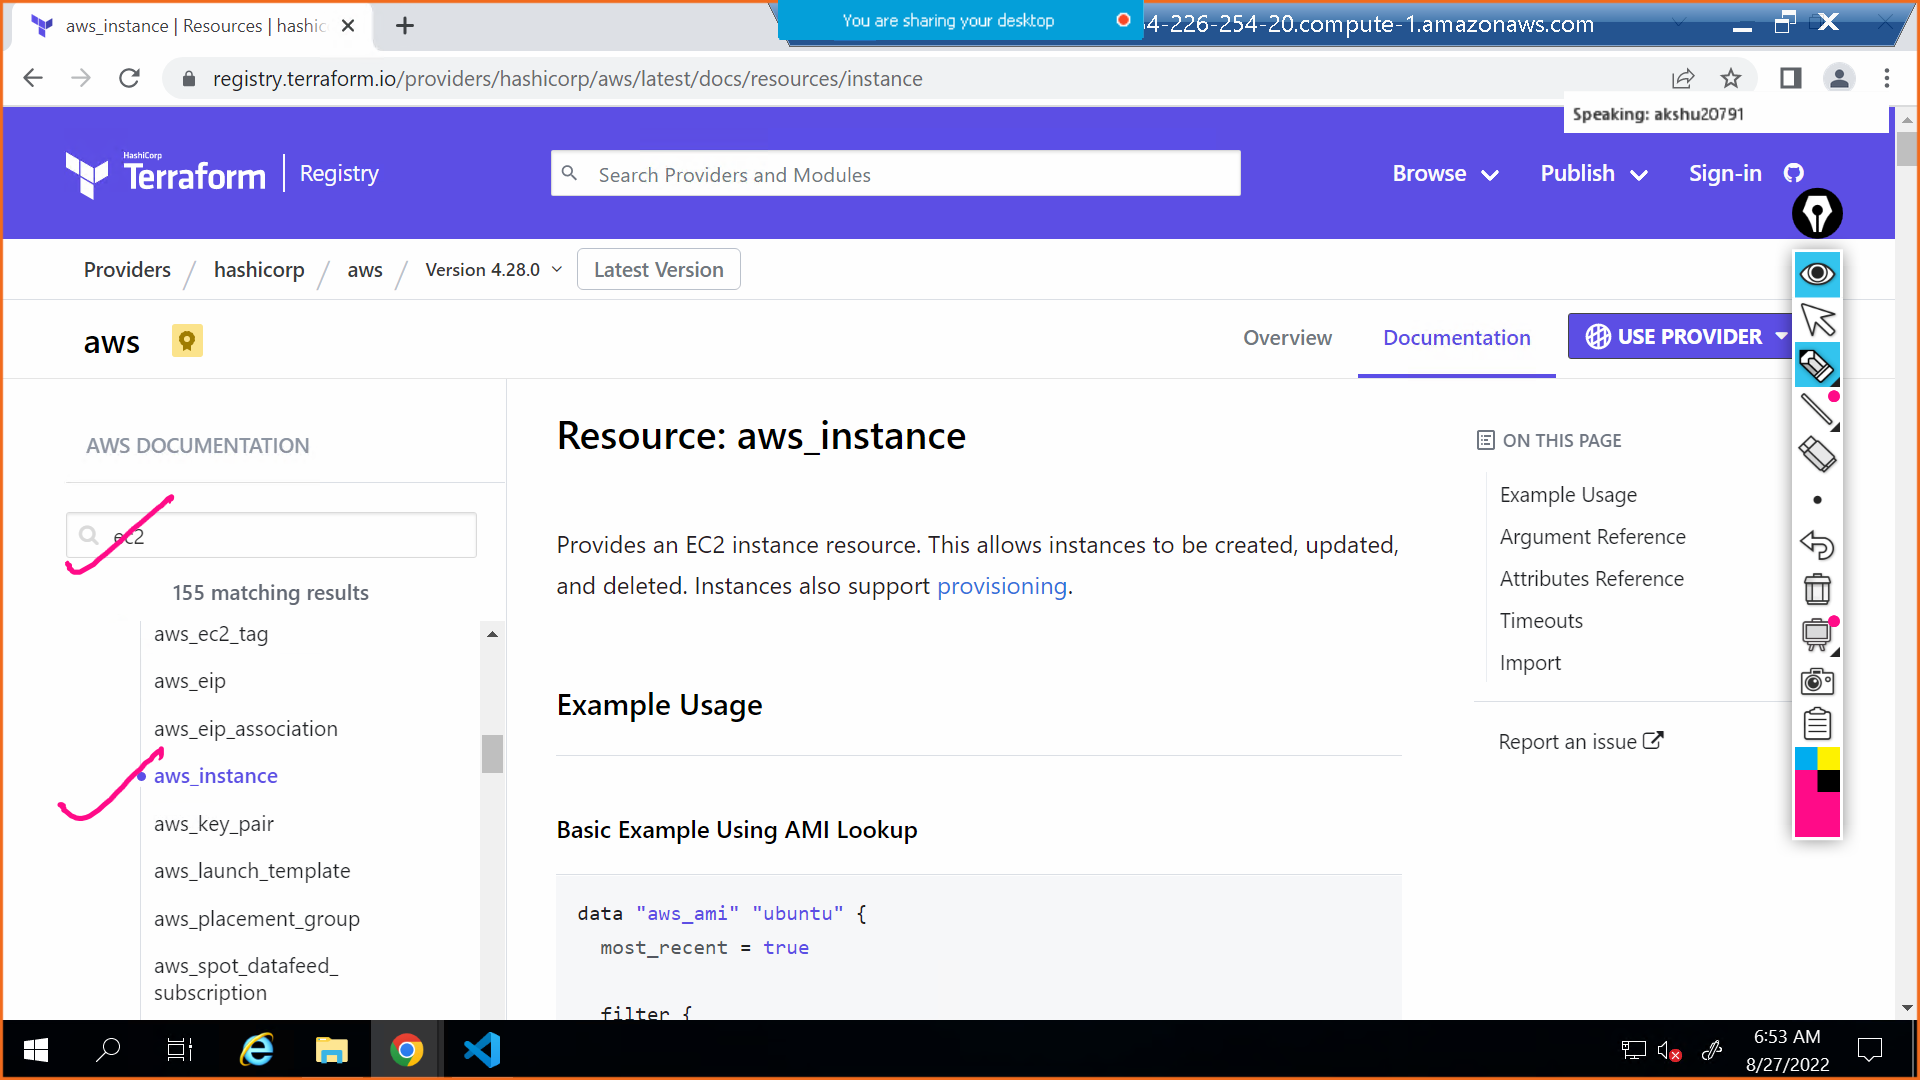 aws_instance | Resources | hashic
You are sharing your desktop
4-226-254-20.compute-1.amazonaws.com
registry.terraform.io/providers/hashicorp/aws/latest/docs/resources/instance
Speaking: akshu20791
HashiCorp
Terraform
Registry
Search Providers and Modules
Browse
Publish
Sign-in
Providers / hashicorp / aws / Version 4.28.0
Latest Version
aws
Overview
Documentation
USE PROVIDER
AWS DOCUMENTATION
ec2
155 matching results
aws_ec2_tag
aws_eip
aws_eip_association
aws_instance
aws_key_pair
aws_launch_template
aws_placement_group
aws_spot_datafeed_
subscription
Resource: aws_instance
Provides an EC2 instance resource. This allows instances to be created, updated,
and deleted. Instances also support provisioning.
Example Usage
Basic Example Using AMI Lookup
data "aws_ami" "ubuntu" {
most_recent = true
filter {
ON THIS PAGE
Example Usage
Argument Reference
Attributes Reference
Timeouts
Import
Report an issue
6:53 AM
8/27/2022